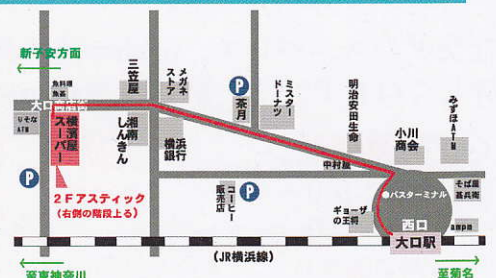 新子安方面
魚料理
魚茶
大口商店街
りそな
ATM
横濱屋
スーパー
三笠屋
湘南
しんきん
メガネ
ストア
横浜
銀行
P
茶月
ミスター
ドーナツ
明治安田生命
小川
商会
みずほATM
中村屋
P
2Fアスティック
(右側の階段上る)
コーヒー
販売店
P
バスターミナル
そば屋
甚兵衛
ギョーザ
の王将
西口
大口駅
(JR横浜線)
至東神奈川
至菊名